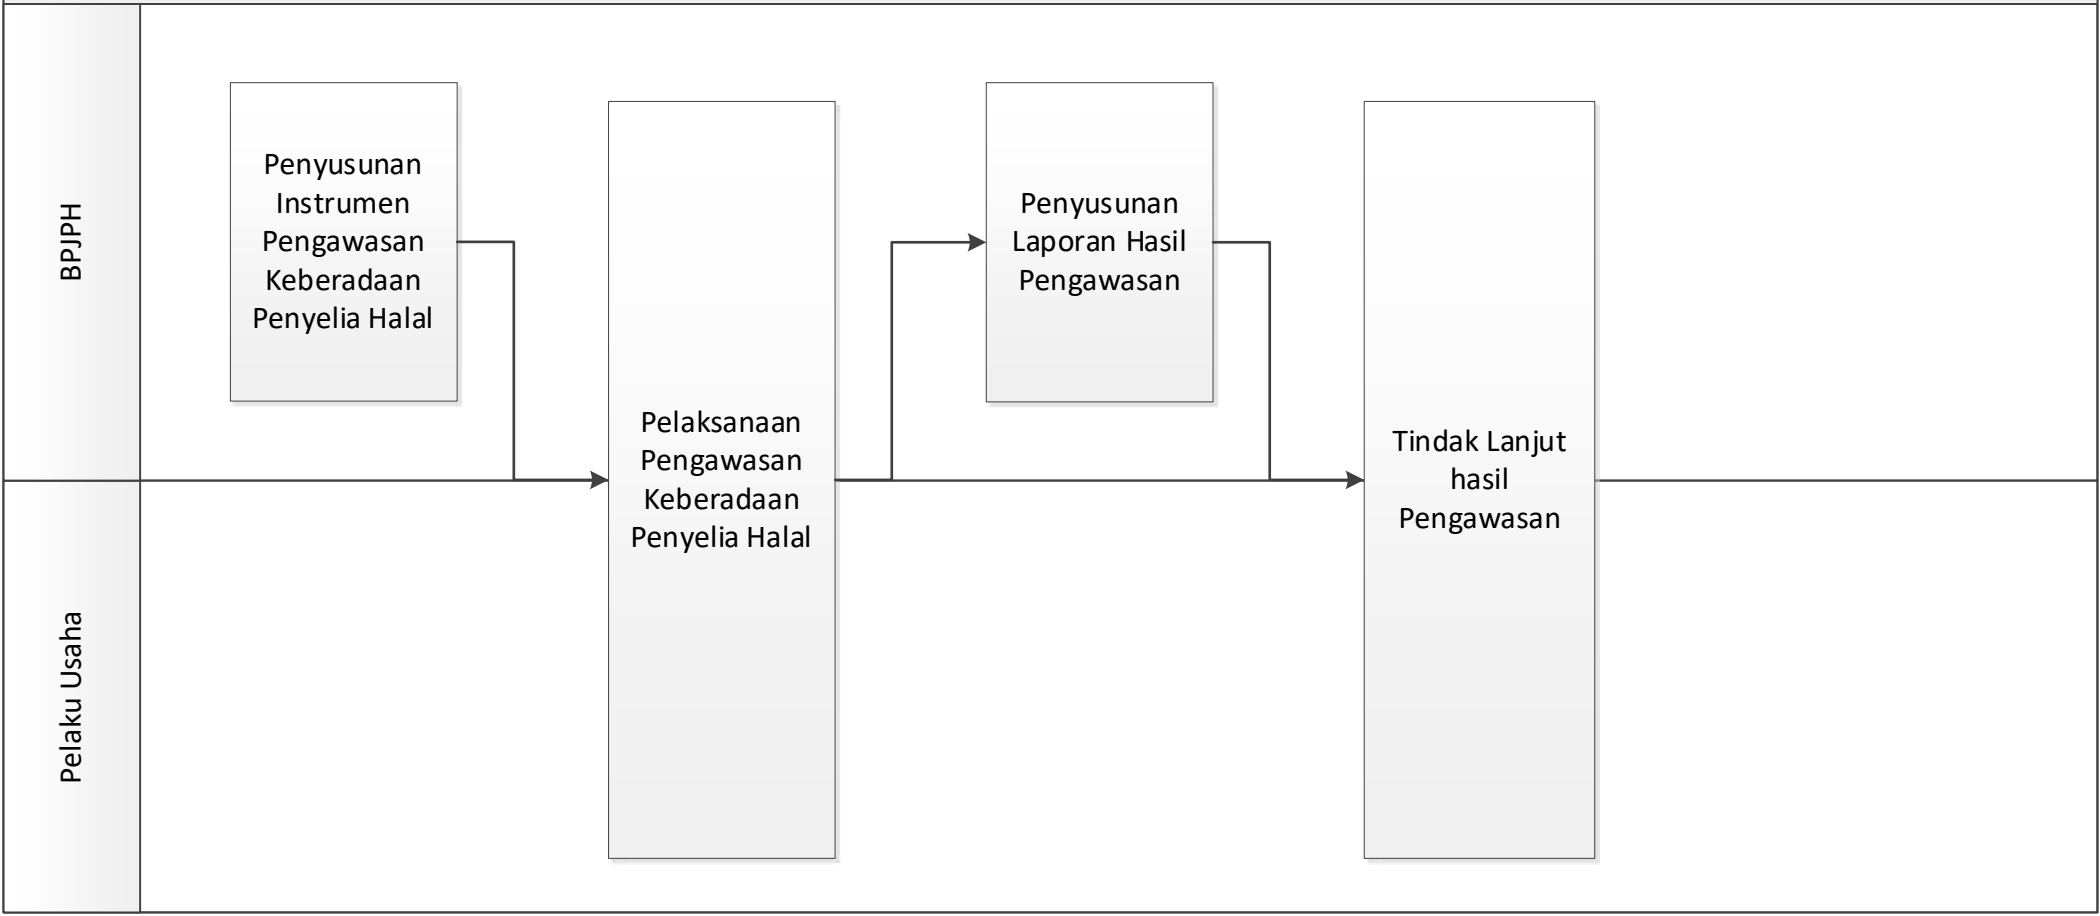 BPJPH
Penyusunan
Instrumen
Pengawasan
Keberadaan
Penyelia Halal
Pelaksanaan
Pengawasan
Keberadaan
Penyelia Halal
Penyusunan
Laporan Hasil
Pengawasan
Tindak Lanjut
hasil
Pengawasan
Pelaku Usaha